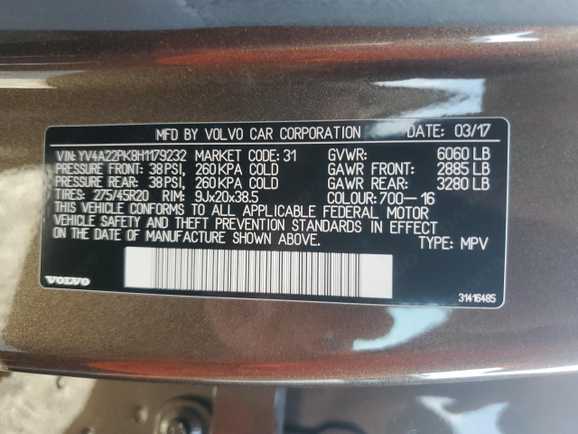 MFD. BY VOLVO CAR CORPORATION DATE: 03/17
VIN: YV4A22PK8H1179232 MARKET CODE: 31 GVWR: 6060 LB
PRESSURE FRONT: 38 PSI, 260 KPA COLD GAWR FRONT: 2885 LB
PRESSURE REAR: 38 PSI, 260 KPA COLD GAWR REAR: 3280 LB
TIRES: 275/45R20 RIM: 9Jx20x38.5 COLOUR: 700-16
THIS VEHICLE CONFORMS TO ALL APPLICABLE FEDERAL MOTOR
VEHICLE SAFETY AND THEFT PREVENTION STANDARDS IN EFFECT
ON THE DATE OF MANUFACTURE SHOWN ABOVE. TYPE: MPV
VOLVO 31416485